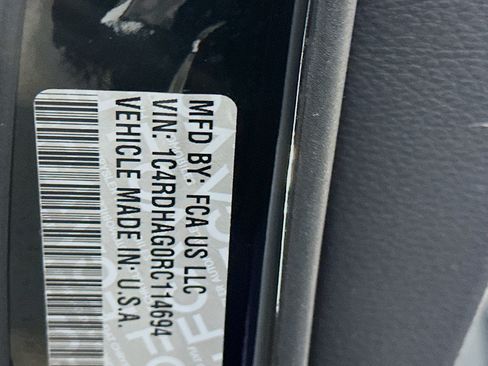 MFD BY: FCA US LLC
VIN: 1C4RDHAG0RC114694
VEHICLE MADE IN: U.S.A.